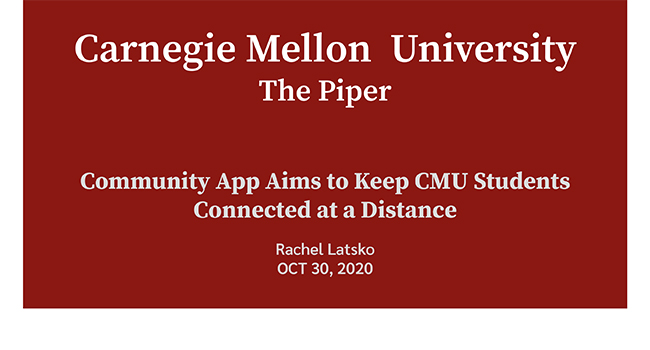 Carnegie Mellon University
The Piper
Community App Aims to Keep CMU Students
Connected at a Distance
Rachel Latsko
OCT 30, 2020